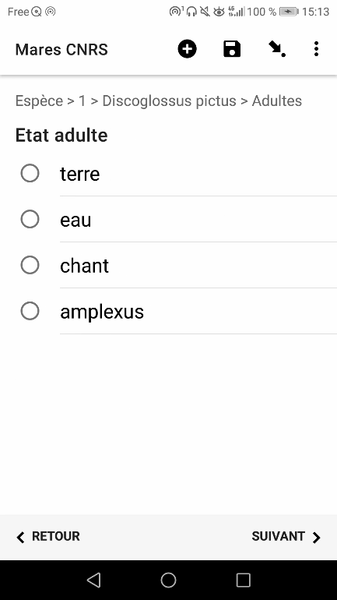 Free 100 % 15:13
Mares CNRS
Espèce > 1 > Discoglossus pictus > Adultes
Etat adulte
terre
eau
chant
amplexus
RETOUR SUIVANT